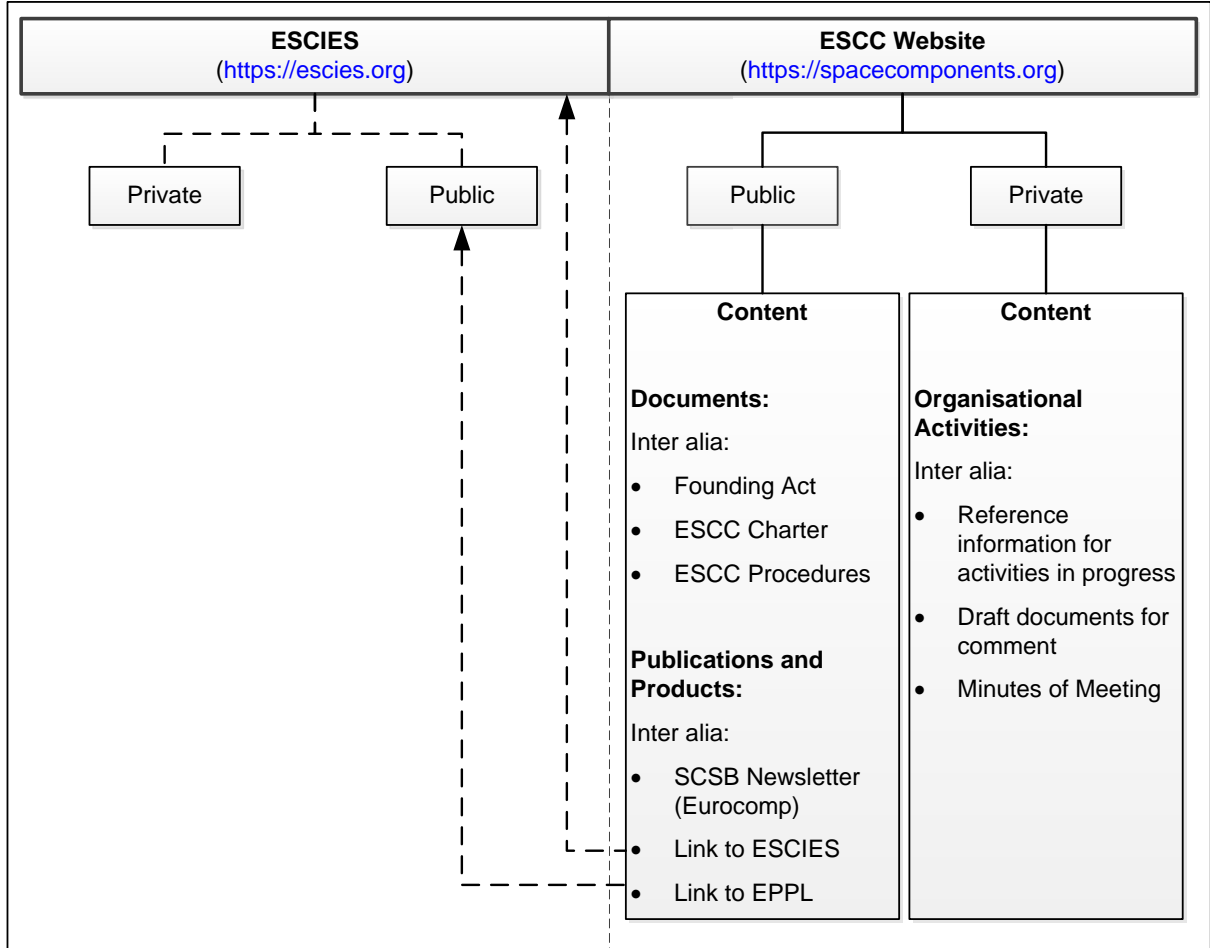 ESCIES
(https://escies.org)
ESCC Website
(https://spacecomponents.org)
Private
Public
Public
Private
Content
Documents:
Inter alia:
• Founding Act
• ESCC Charter
• ESCC Procedures
Publications and
Products:
Inter alia:
• SCSB Newsletter
(Eurocomp)
• Link to ESCIES
• Link to EPPL
Content
Organisational
Activities:
Inter alia:
• Reference
information for
activities in progress
• Draft documents for
comment
• Minutes of Meeting